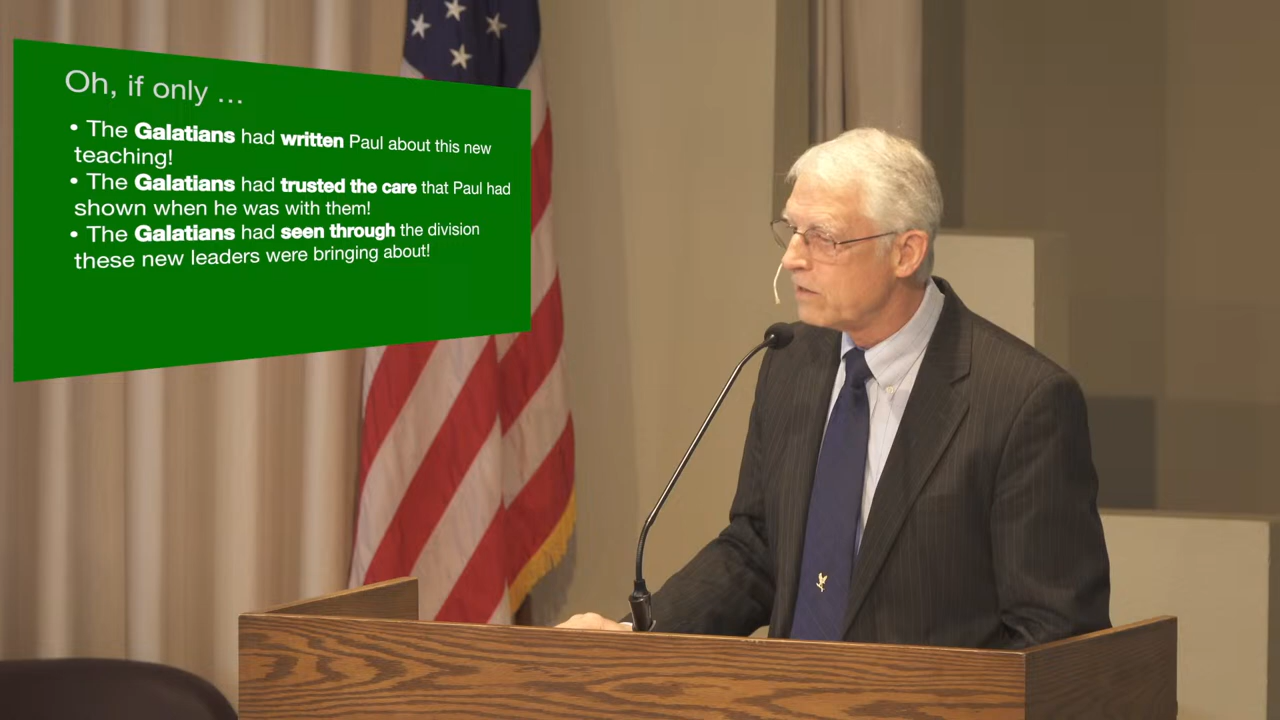 Oh, if only ...
• The Galatians had written Paul about this new
teaching!
• The Galatians had trusted the care that Paul had
shown when he was with them!
• The Galatians had seen through the division
these new leaders were bringing about!